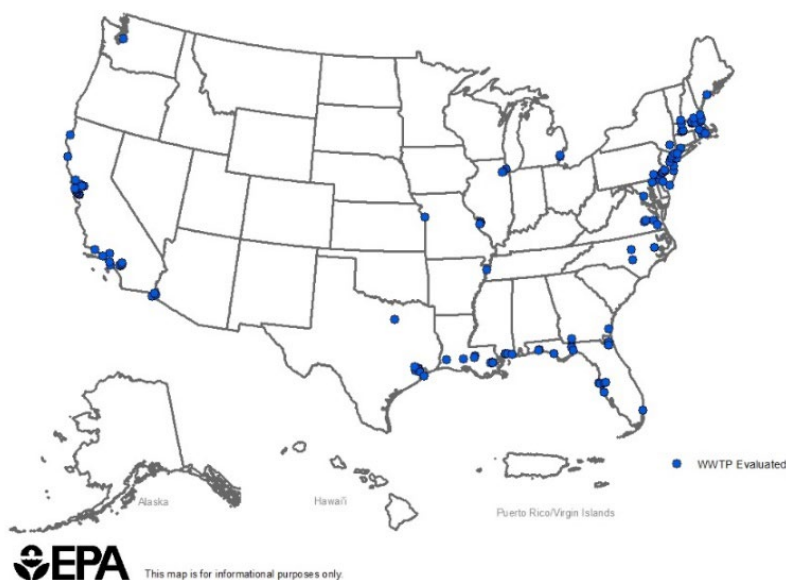 WWTP Evaluated
Alaska
Hawai'i
Puerto Rico/Virgin Islands
EPA
This map is for informational purposes only.